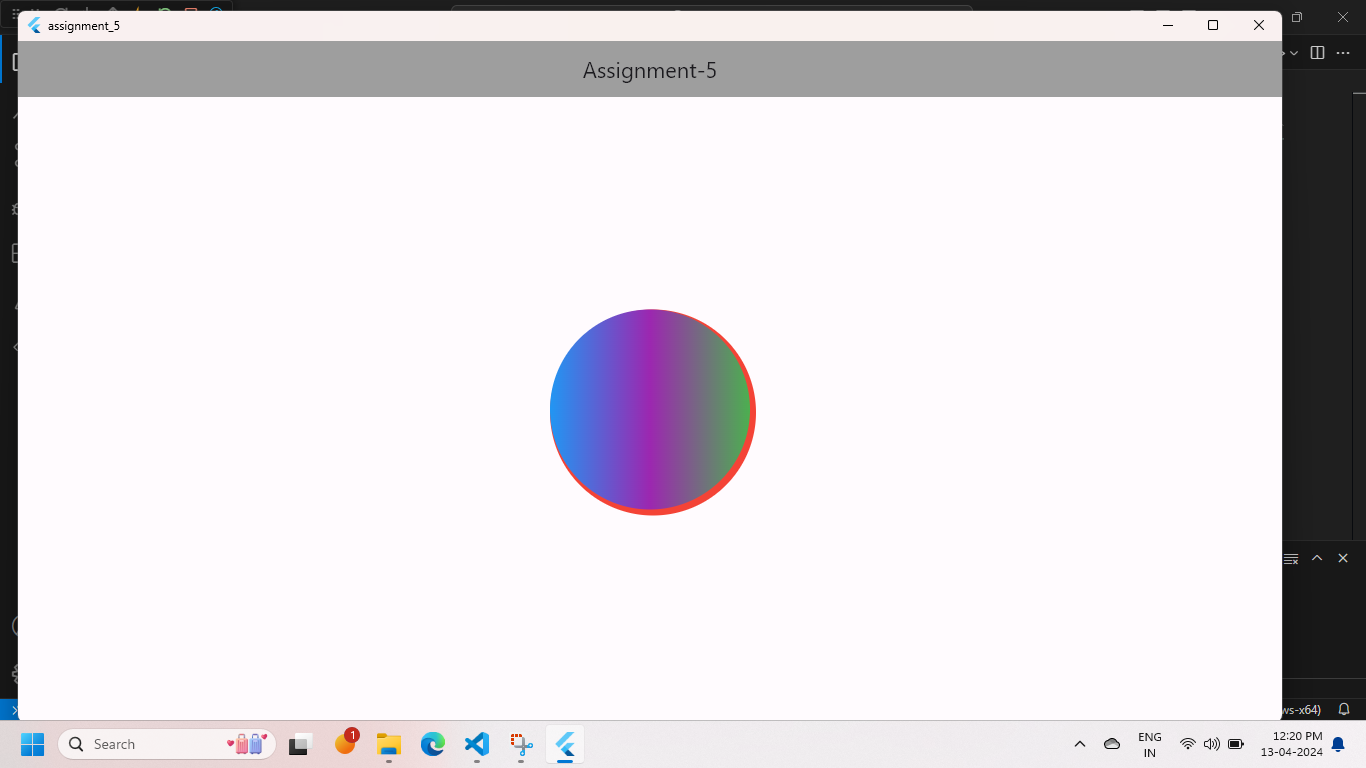 assignment_5
Assignment-5
ws-x64)
Search
1
ENG
IN
12:20 PM
13-04-2024